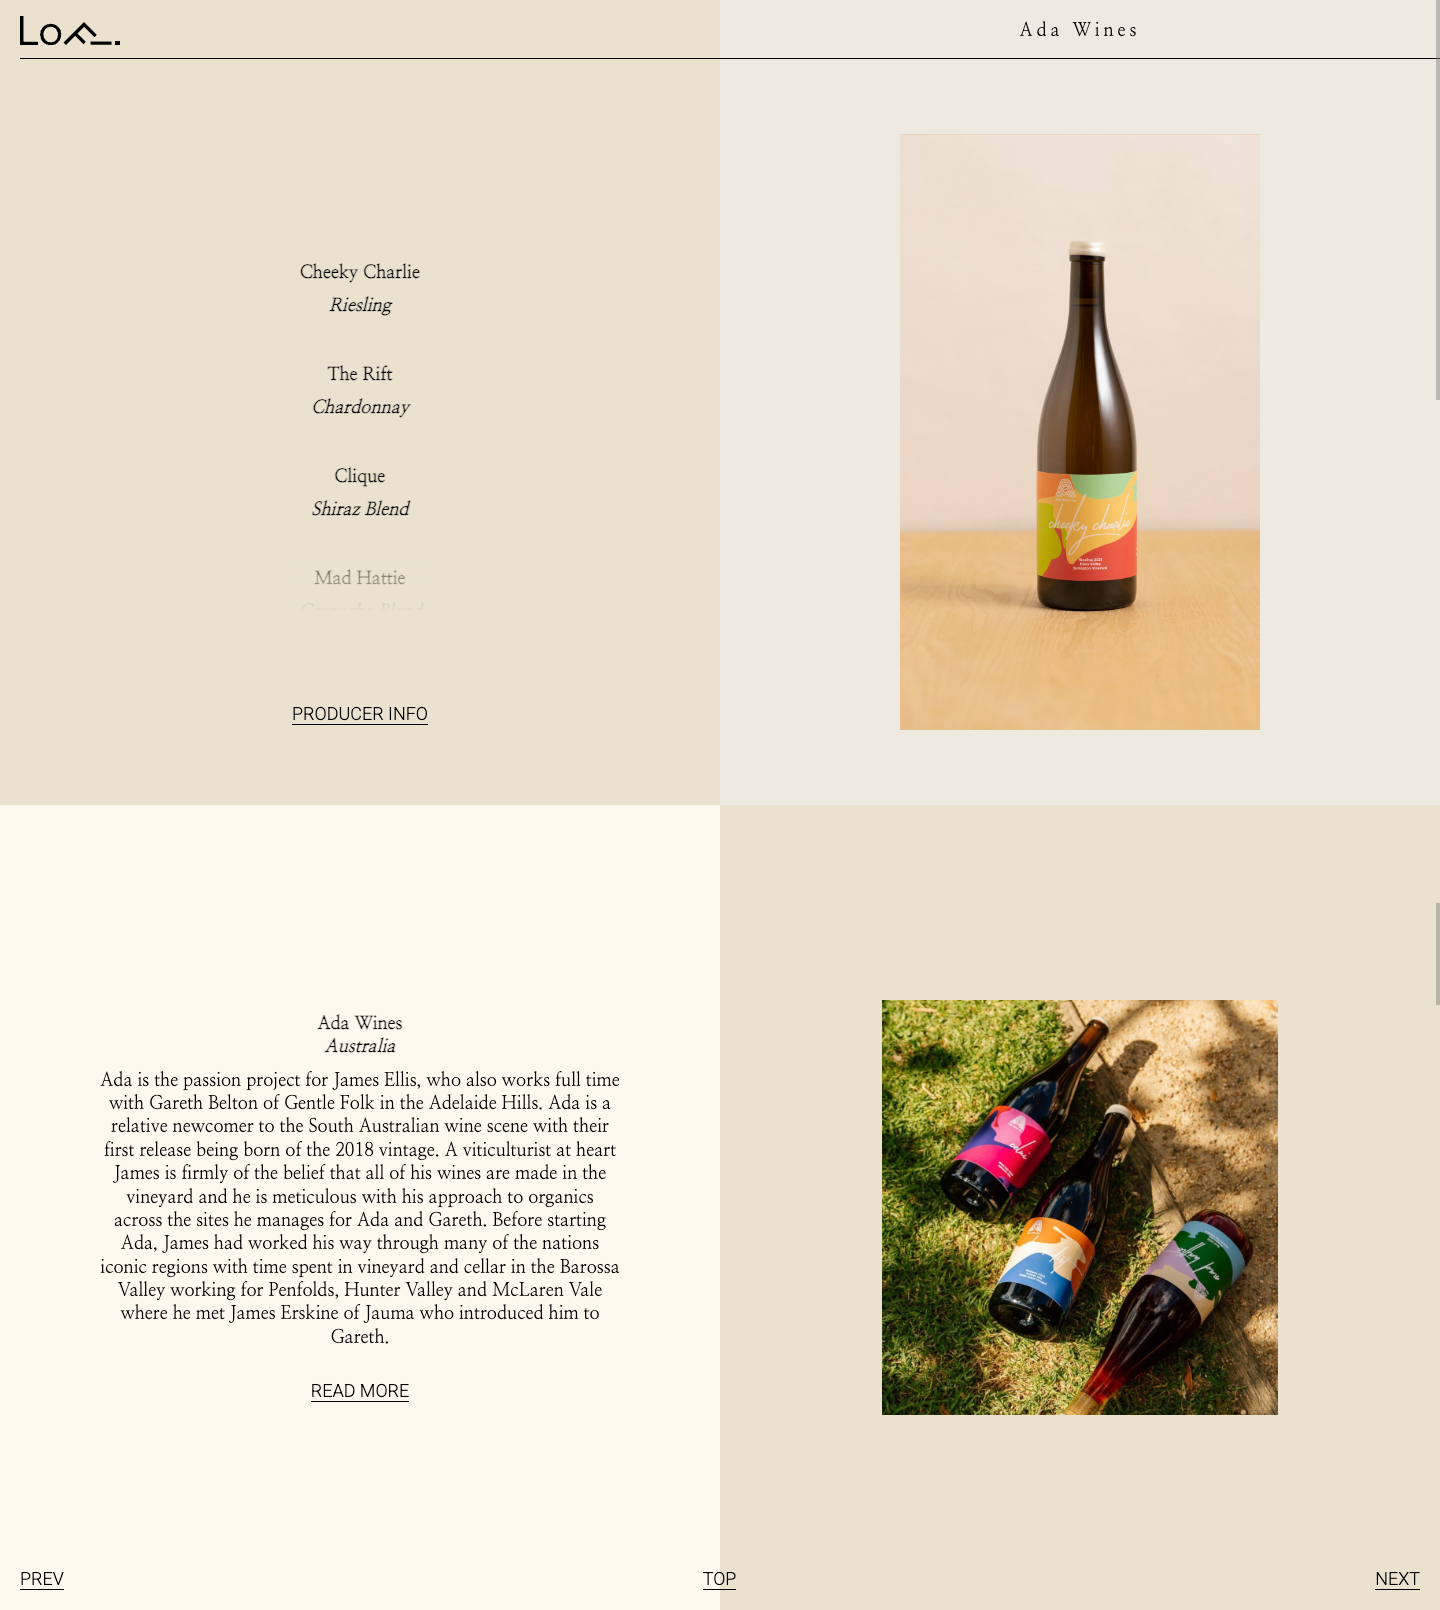 Ada Wines
Cheeky Charlie
Riesling
The Rift
Chardonnay
Clique
Shiraz Blend
Mad Hattie
Grenache Blend
PRODUCER INFO
cheeky charlie
Ada Wines
Australia
Ada is the passion project for James Ellis, who also works full time
with Gareth Belton of Gentle Folk in the Adelaide Hills. Ada is a
relative newcomer to the South Australian wine scene with their
first release being born of the 2018 vintage. A viticulturist at heart
James is firmly of the belief that all of his wines are made in the
vineyard and he is meticulous with his approach to organics
across the sites he manages for Ada and Gareth. Before starting
Ada, James had worked his way through many of the nations
iconic regions with time spent in vineyard and cellar in the Barossa
Valley working for Penfolds, Hunter Valley and McLaren Vale
where he met James Erskine of Jauma who introduced him to
Gareth.
READ MORE
PREV
TOP
NEXT